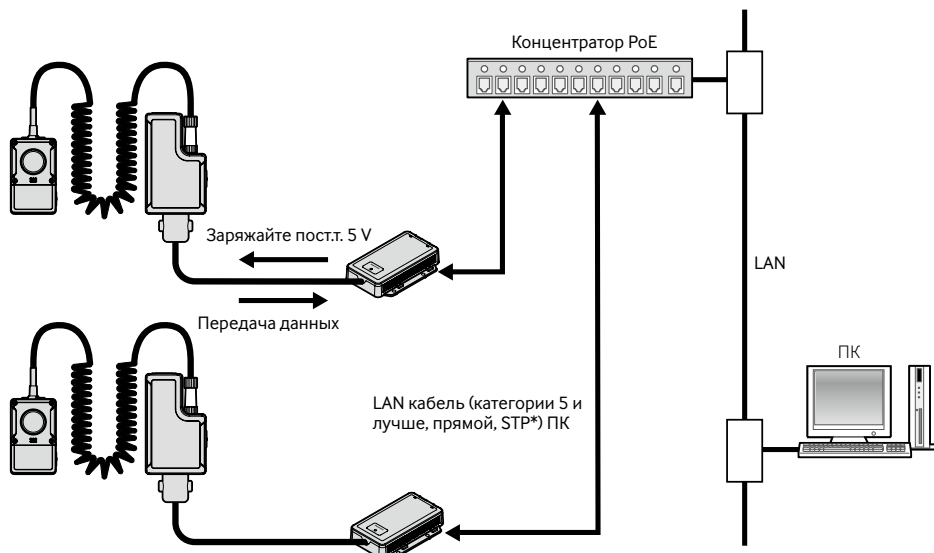 Концентратор PoE
Заряжайте пост.т. 5 V
Передача данных
LAN
ПК
LAN кабель (категории 5 и
лучше, прямой, STP*) ПК